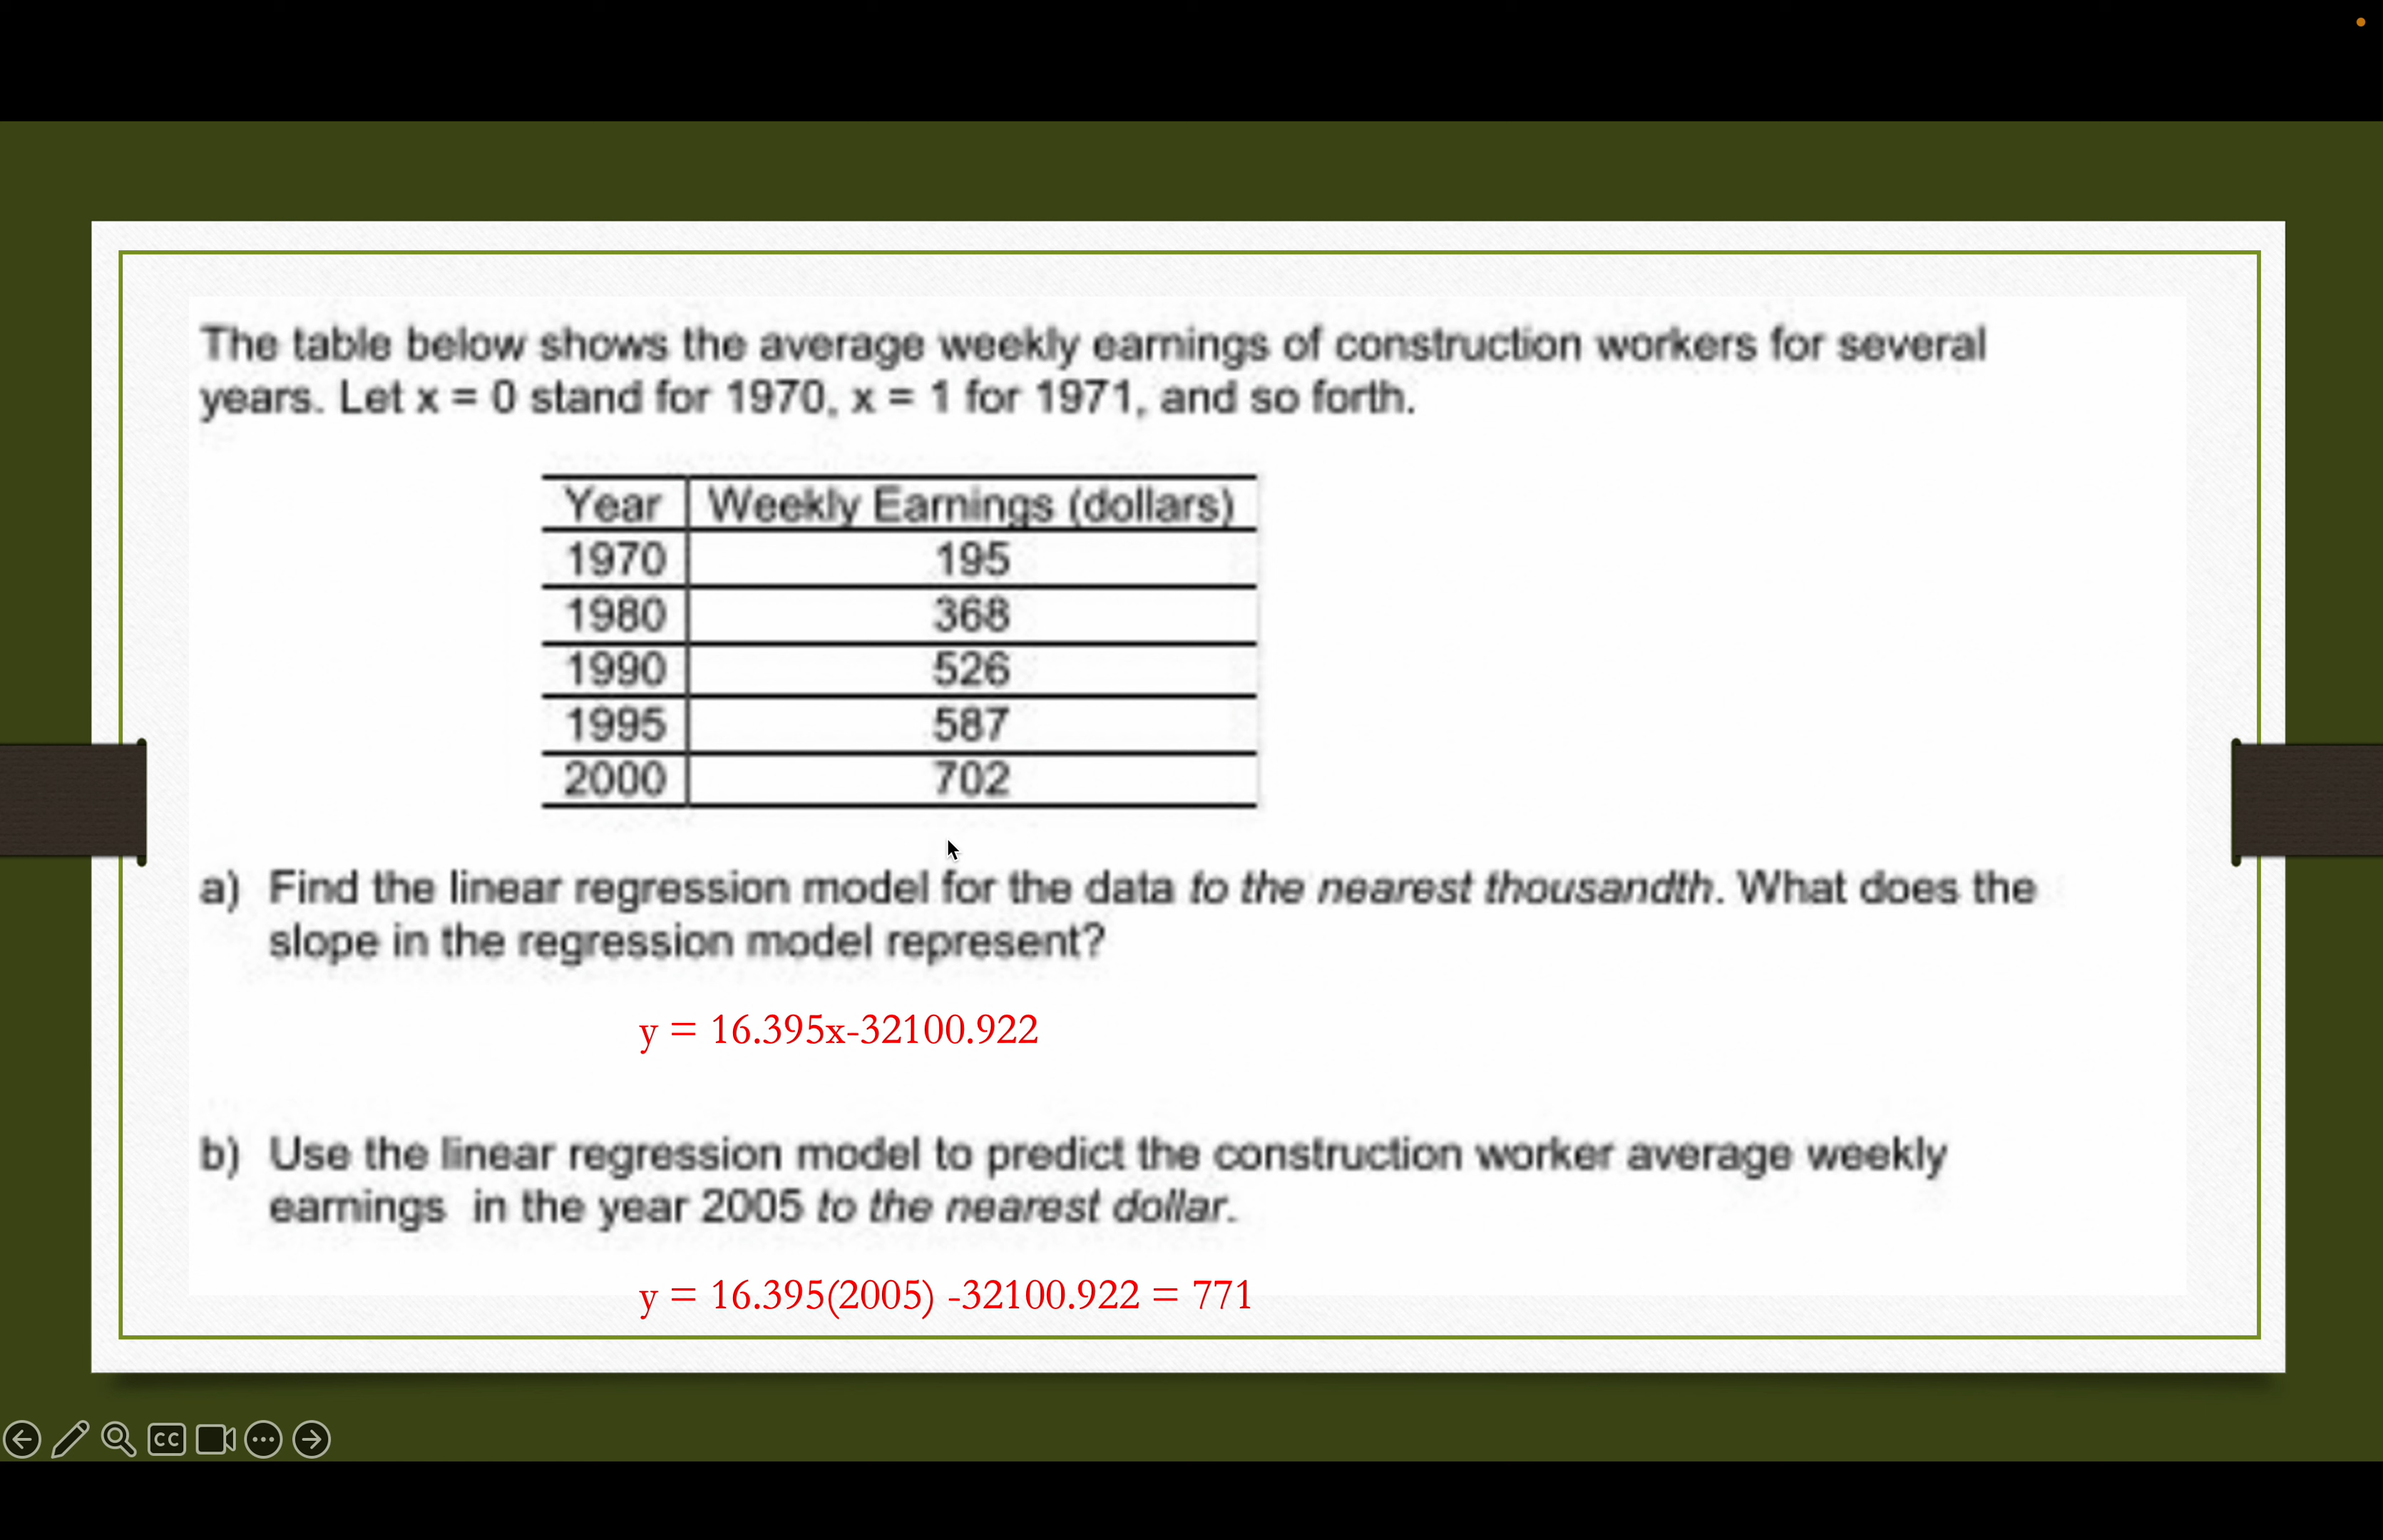 The table below shows the average weekly earnings of construction workers for several
years. Let x = 0 stand for 1970, x = 1 for 1971, and so forth.
Year Weekly Earnings (dollars)
1970 195
1980 368
1990 526
1995 587
2000 702
a) Find the linear regression model for the data to the nearest thousandth. What does the
slope in the regression model represent?
y = 16.395x-32100.922
b) Use the linear regression model to predict the construction worker average weekly
earnings in the year 2005 to the nearest dollar.
y = 16.395(2005) -32100.922 = 771
CC